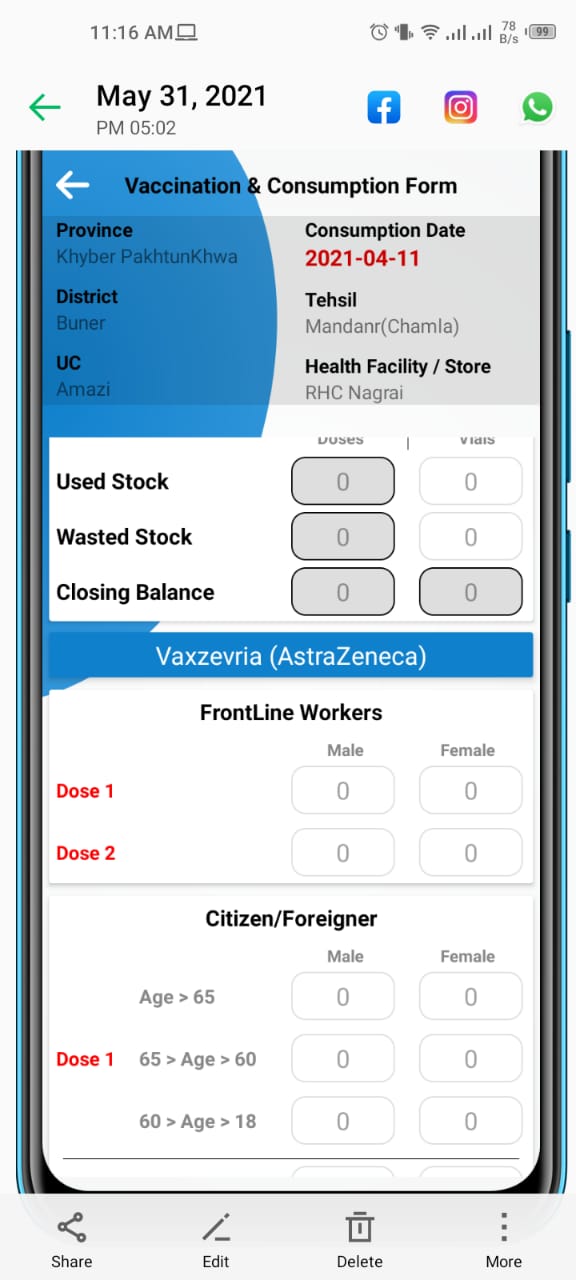 11:16 AM
78
B/s
99
May 31, 2021
PM 05:02
Vaccination & Consumption Form
Province
Khyber PakhtunKhwa
Consumption Date
2021-04-11
District
Buner
Tehsil
Mandanr(Chamla)
UC
Amazi
Health Facility / Store
RHC Nagrai
Doses | Vials
Used Stock 0 0
Wasted Stock 0 0
Closing Balance 0 0
Vaxzevria (AstraZeneca)
FrontLine Workers
Male Female
Dose 1 0 0
Dose 2 0 0
Citizen/Foreigner
Male Female
Age > 65 0 0
Dose 1 65 > Age > 60 0 0
60 > Age > 18 0 0
Share Edit Delete More